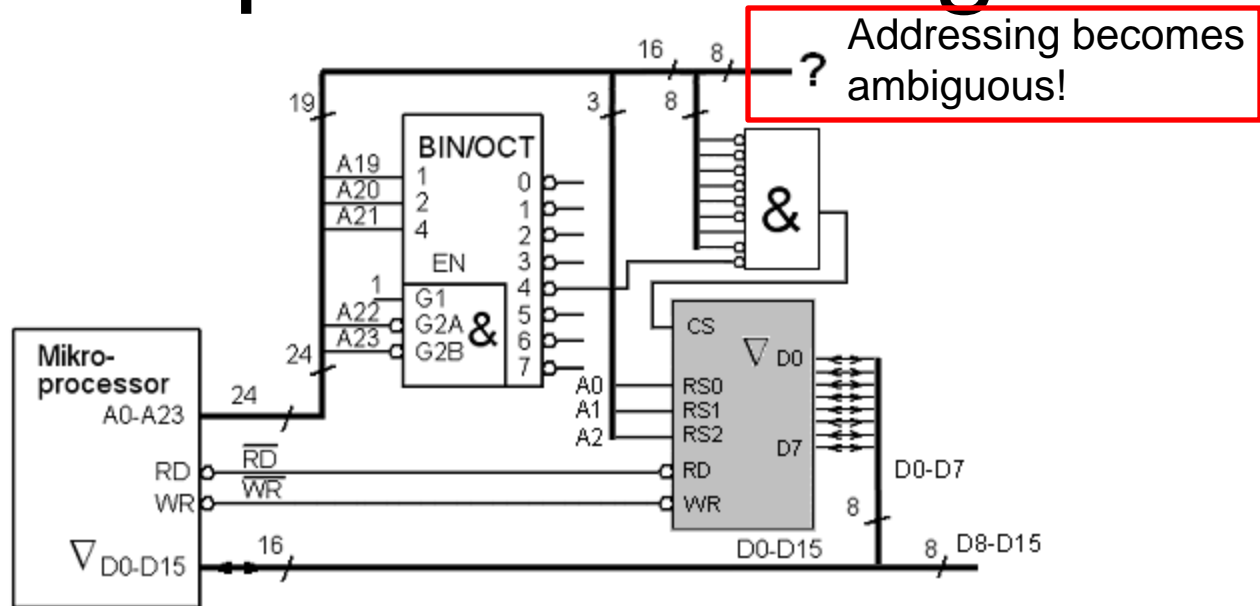 ? Addressing becomes
ambiguous!
16 8
19
3 8
BIN/OCT
A19 1
A20 2
A21 4
0
1
2
3
4
5
6
7
EN
&
1 G1
A22 G2A
A23 G2B
&
24
Mikro-
processor
A0-A23
24
CS
D0
A0 RS0
A1 RS1
A2 RS2
D7
RD RD RD
WR WR WR
D0-D7
8
D0-D15 16
D0-D15
8 D8-D15